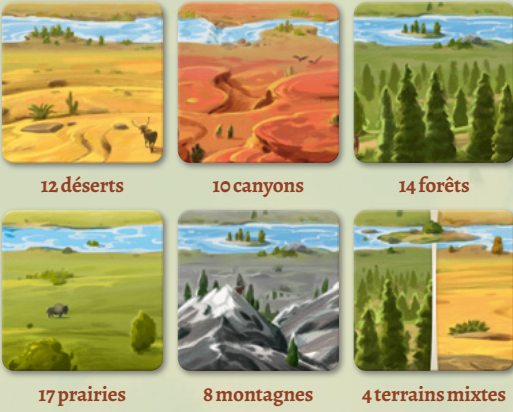 12 déserts
10 canyons
14 forêts
17 prairies
8 montagnes
4 terrains mixtes